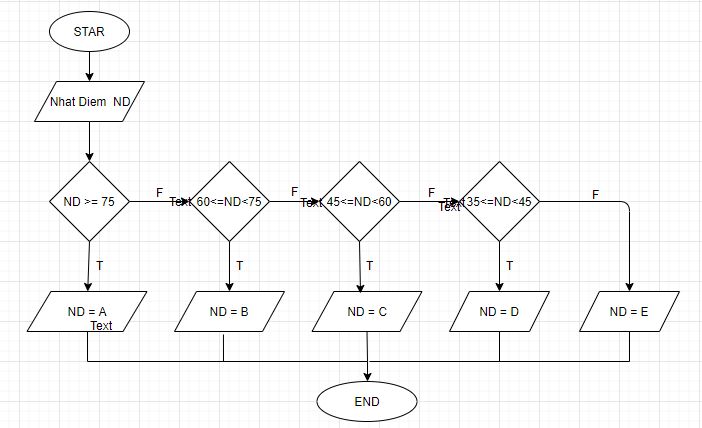 STAR
Nhat Diem ND
ND >= 75
F
Text
60<=ND<75
F
Text
45<=ND<60
F
Text
Text
35<=ND<45
F
T
T
T
T
ND = A
Text
ND = B
ND = C
ND = D
ND = E
END